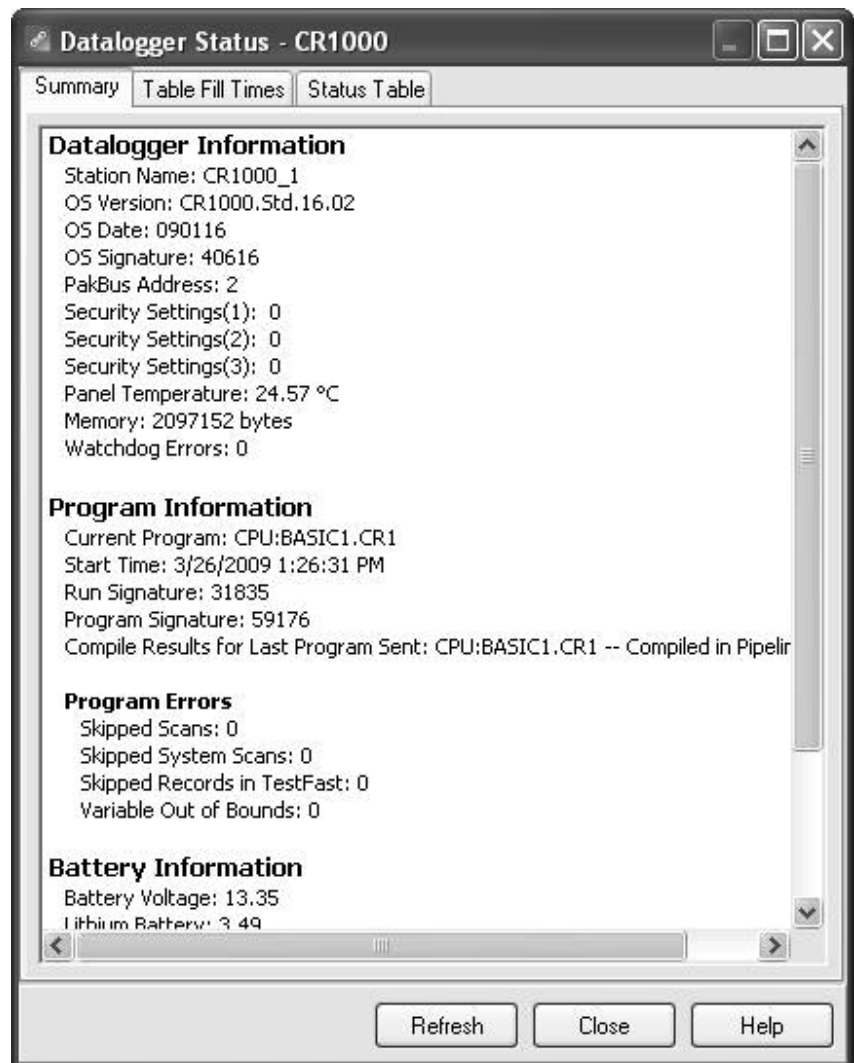 Datalogger Status - CR1000
Summary Table Fill Times Status Table
Datalogger Information
Station Name: CR1000_1
OS Version: CR1000.Std.16.02
OS Date: 090116
OS Signature: 40616
PakBus Address: 2
Security Settings(1): 0
Security Settings(2): 0
Security Settings(3): 0
Panel Temperature: 24.57 °C
Memory: 2097152 bytes
Watchdog Errors: 0
Program Information
Current Program: CPU:BASIC1.CR1
Start Time: 3/26/2009 1:26:31 PM
Run Signature: 31835
Program Signature: 59176
Compile Results for Last Program Sent: CPU:BASIC1.CR1 -- Compiled in Pipelin
Program Errors
Skipped Scans: 0
Skipped System Scans: 0
Skipped Records in TestFast: 0
Variable Out of Bounds: 0
Battery Information
Battery Voltage: 13.35
Lithium Battery: 3.49
Refresh Close Help